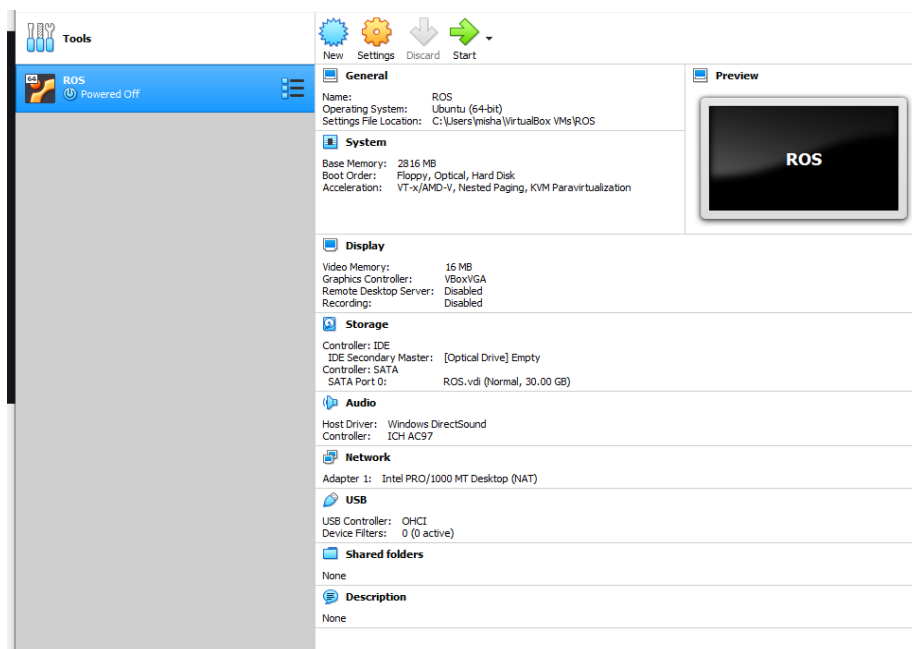 Tools
New Settings Discard Start
64
ROS
Powered Off
General
Name: ROS
Operating System: Ubuntu (64-bit)
Settings File Location: C:\Users\misha\VirtualBox VMs\ROS
System
Base Memory: 2816 MB
Boot Order: Floppy, Optical, Hard Disk
Acceleration: VT-x/AMD-V, Nested Paging, KVM Paravirtualization
Preview
ROS
Display
Video Memory: 16 MB
Graphics Controller: VBoxVGA
Remote Desktop Server: Disabled
Recording: Disabled
Storage
Controller: IDE
IDE Secondary Master: [Optical Drive] Empty
Controller: SATA
SATA Port 0: ROS.vdi (Normal, 30.00 GB)
Audio
Host Driver: Windows DirectSound
Controller: ICH AC97
Network
Adapter 1: Intel PRO/1000 MT Desktop (NAT)
USB
USB Controller: OHCI
Device Filters: 0 (0 active)
Shared folders
None
Description
None